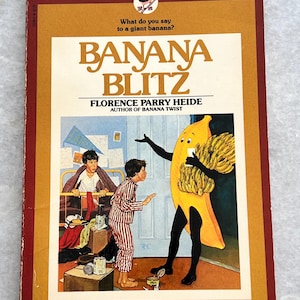 What do you say
to a giant banana?
BANANA
BLITZ
FLORENCE PARRY HEIDE
AUTHOR OF BANANA TWIST